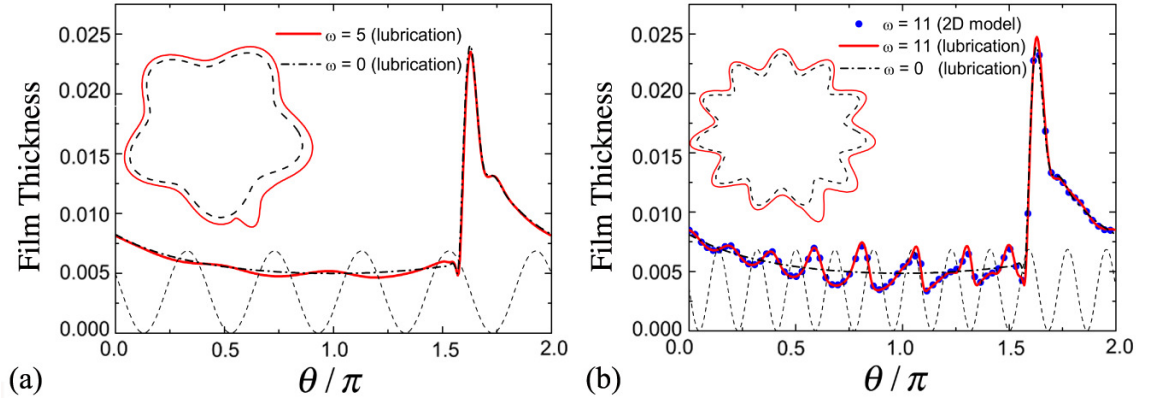 0.025
0.020
0.015
0.010
0.005
0.000
Film Thickness
ω = 5 (lubrication)
ω = 0 (lubrication)
0.0
0.5
1.0
1.5
2.0
θ / π
(a)
0.025
0.020
0.015
0.010
0.005
0.000
Film Thickness
ω = 11 (2D model)
ω = 11 (lubrication)
ω = 0 (lubrication)
0.0
0.5
1.0
1.5
2.0
θ / π
(b)